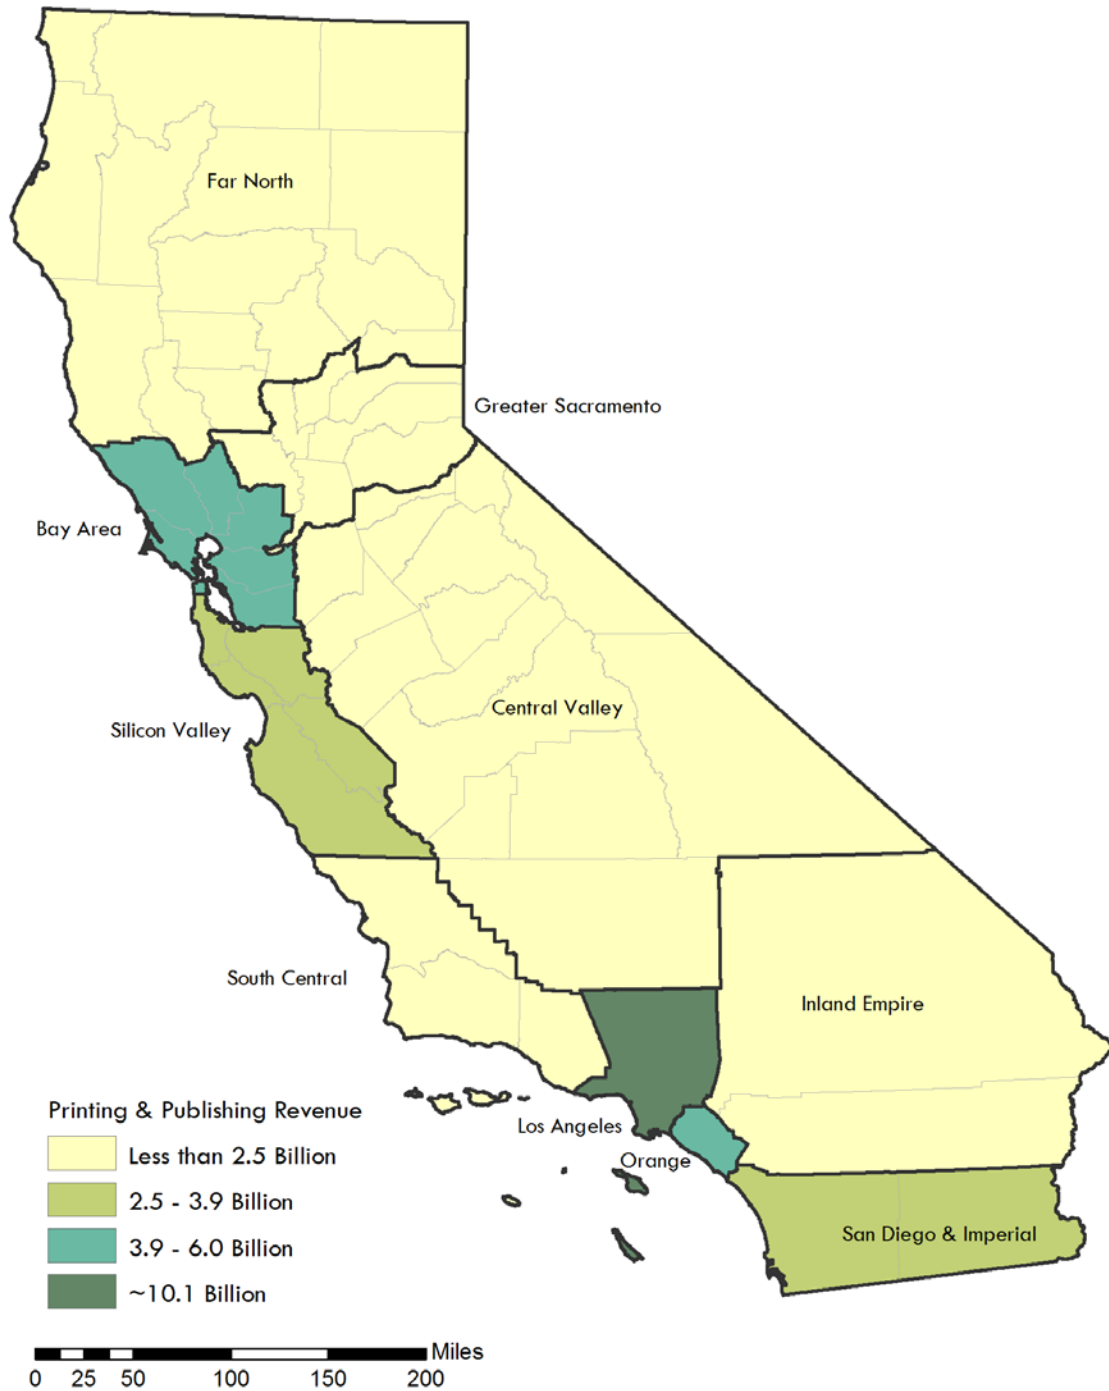 Far North
Greater Sacramento
Bay Area
Central Valley
Silicon Valley
South Central
Inland Empire
Los Angeles
Orange
San Diego & Imperial
Printing & Publishing Revenue
Less than 2.5 Billion
2.5 - 3.9 Billion
3.9 - 6.0 Billion
~10.1 Billion
Miles
0 25 50 100 150 200